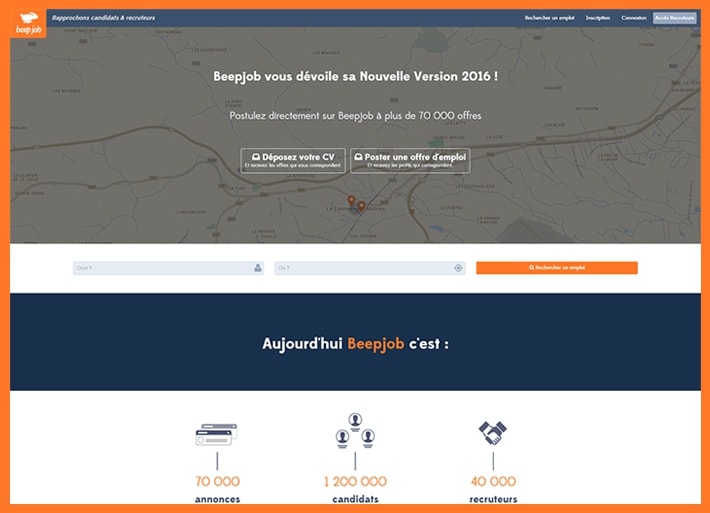 beepjob
Rapprochons candidats & recruteurs
Rechercher un emploi
Inscription
Connexion
Accès Recruteurs
Beepjob vous dévoile sa Nouvelle Version 2016 !
Postulez directement sur Beepjob à plus de 70 000 offres
Déposez votre CV
Et recevez les offres qui vous correspondent
Poster une offre d'emploi
Et recevez les profils qui correspondent.
Quoi ?
Où ?
Rechercher un emploi
Aujourd'hui Beepjob c'est :
70 000
annonces
1 200 000
candidats
40 000
recruteurs